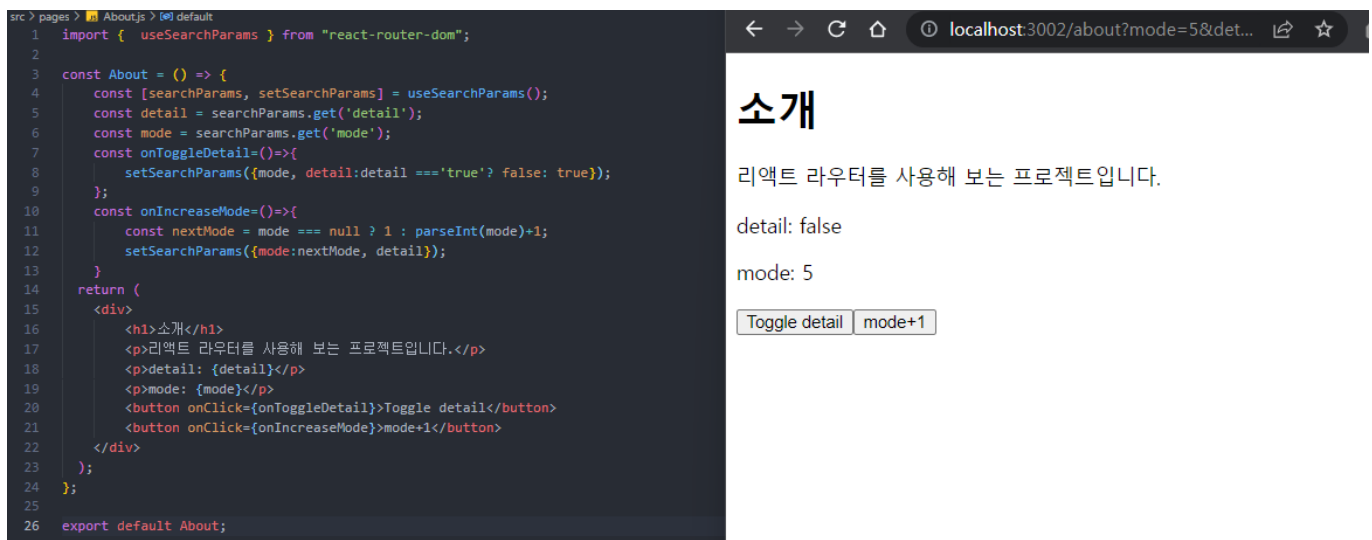 src > pages > About.js > default
1 import {  useSearchParams } from "react-router-dom";
2
3 const About = () => {
4     const [searchParams, setSearchParams] = useSearchParams();
5     const detail = searchParams.get('detail');
6     const mode = searchParams.get('mode');
7     const onToggleDetail=()=>{
8         setSearchParams({mode, detail:detail ==='true'? false: true});
9     };
10     const onIncreaseMode=()=>{
11         const nextMode = mode === null ? 1 : parseInt(mode)+1;
12         setSearchParams({mode:nextMode, detail});
13     }
14   return (
15     <div>
16         <h1>소개</h1>
17         <p>리액트 라우터를 사용해 보는 프로젝트입니다.</p>
18         <p>detail: {detail}</p>
19         <p>mode: {mode}</p>
20         <button onClick={onToggleDetail}>Toggle detail</button>
21         <button onClick={onIncreaseMode}>mode+1</button>
22     </div>
23   );
24 };
25
26 export default About;
localhost:3002/about?mode=5&det...
소개
리액트 라우터를 사용해 보는 프로젝트입니다.
detail: false
mode: 5
Toggle detail mode+1